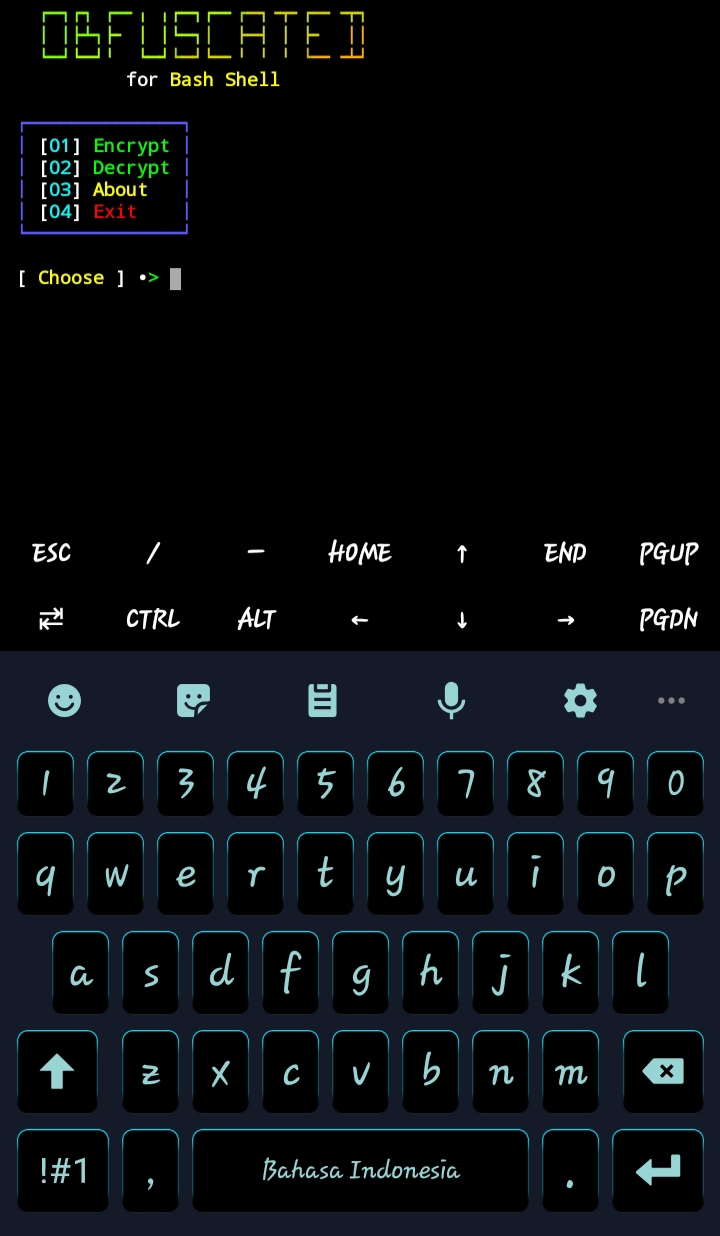 OBFUSCATED
for Bash Shell
[01] Encrypt
[02] Decrypt
[03] About
[04] Exit
[ Choose ] •>
ESC / — HOME ↑ END PGUP
⇄ CTRL ALT ← ↓ → PGDN
1 2 3 4 5 6 7 8 9 0
q w e r t y u i o p
a s d f g h j k l
z x c v b n m
!#1 , Bahasa Indonesia .